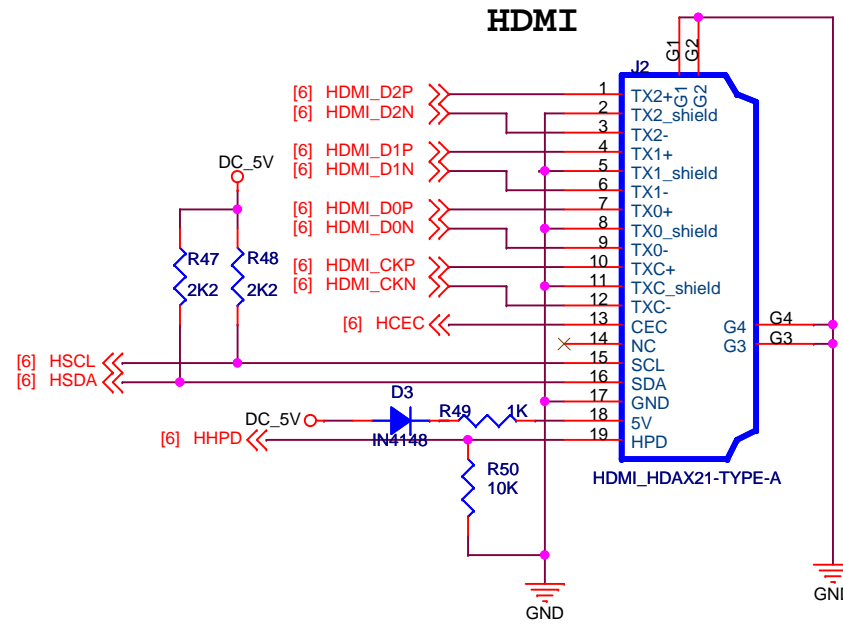 HDMI
J2
G1
G2
G1
G2
[6] HDMI_D2P
1
TX2+
[6] HDMI_D2N
2
TX2_shield
3
TX2-
[6] HDMI_D1P
4
TX1+
[6] HDMI_D1N
5
TX1_shield
6
TX1-
[6] HDMI_D0P
7
TX0+
[6] HDMI_D0N
8
TX0_shield
9
TX0-
[6] HDMI_CKP
10
TXC+
[6] HDMI_CKN
11
TXC_shield
12
TXC-
[6] HCEC
13
CEC
G4
G4
14
NC
G3
G3
DC_5V
R47
2K2
R48
2K2
[6] HSCL
15
SCL
[6] HSDA
16
SDA
17
GND
D3
DC_5V
IN4148
R49
1K
18
5V
[6] HHPD
19
HPD
R50
10K
HDMI_HDAX21-TYPE-A
GND
GND